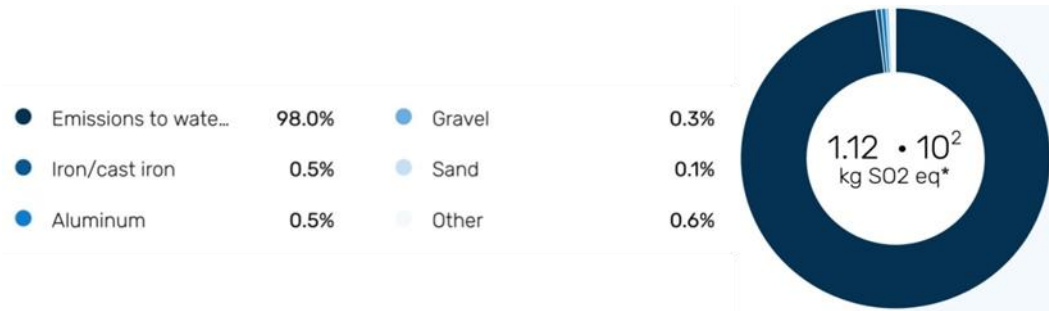 Emissions to wate... 98.0% Gravel 0.3%
Iron/cast iron 0.5% Sand 0.1%
Aluminum 0.5% Other 0.6%
1.12 • 10²
kg SO2 eq*